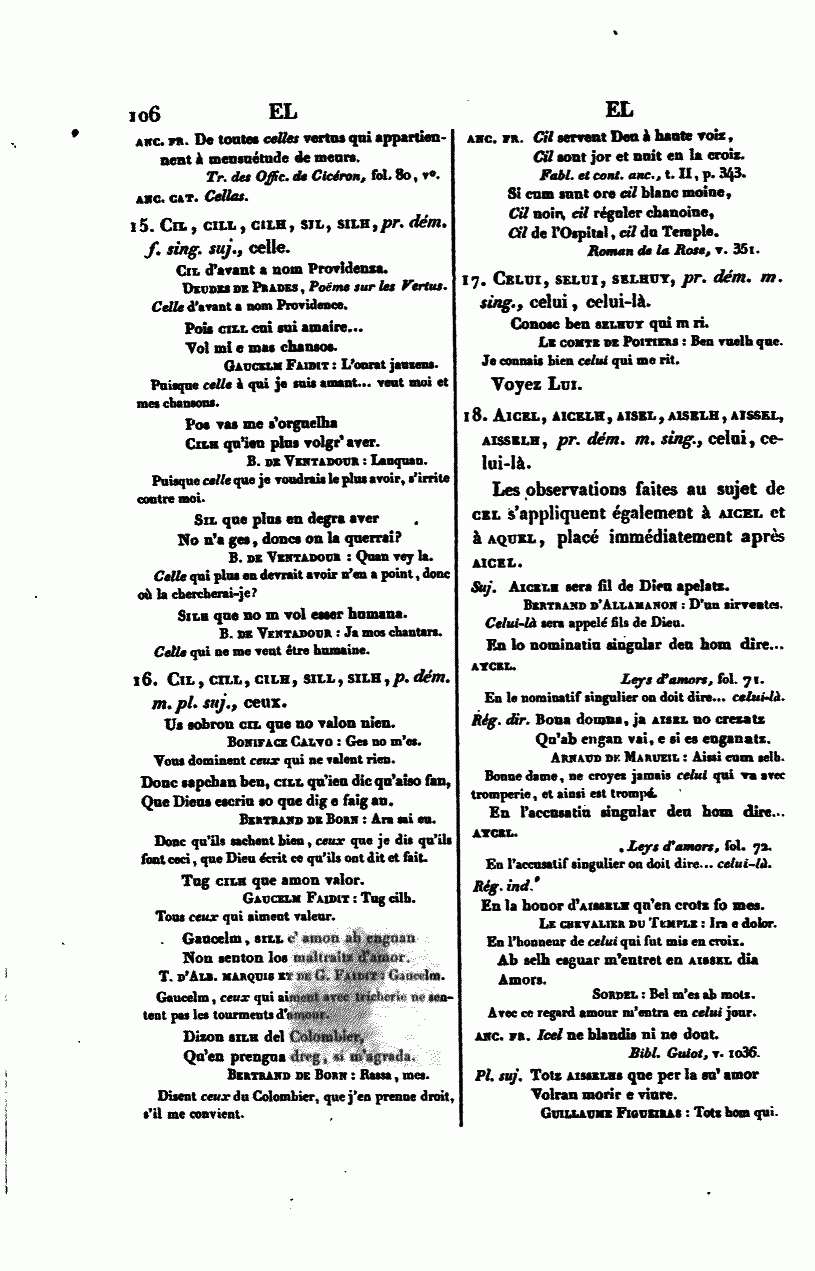 106 EL
ANC. FR. De toutes celles vertus qui appartien-
nent à mensuétude de meurs.
Tr. des Offic. de Cicéron, fol. 80, vº.
ANC. CAT. Cellas.
15. CIL, CILL, CILH, SIL, SILH, pr. dém.
f. sing. suj., celle.
CIL d'avant a nom Providensa.
DEUDES DE PRADES, Poëme sur les Vertus.
Celle d'avant a nom Providence.
Pois CILL cui sui amaire...
Vol mi e mas chansos.
GAUCELM FAIDIT : L'onrat jauzens.
Puisque celle à qui je suis amant... veut moi et
mes chansons.
Pos vas me s'orguelha
CILH qu'ieu plus volgr' aver.
B. DE VENTADOUR : Lanquan.
Puisque celle que je voudrais le plus avoir, s'irrite
contre moi.
SIL que plus en degra aver
No n'a ges, doncs on la querrai?
B. DE VENTADOUR : Quan vey la.
Celle qui plus en devrait avoir n'en a point, donc
où la chercherai-je?
SILH que no m vol esser humana.
B. DE VENTADOUR : Ja mos chantars.
Celle qui ne me veut être humaine.
16. CIL, CILL, CILH, SILL, SILH, p. dém.
m. pl. suj., ceux.
Us sobron CIL que no valon nien.
BONIFACE CALVO : Ges no m'es.
Vous dominent ceux qui ne valent rien.
Donc sapchan ben, CILL qu'ieu dic qu'aiso fan,
Que Dieus escriu so que dig e faig an.
BERTRAND DE BORN : Ara sai eu.
Donc qu'ils sachent bien, ceux que je dis qu'ils
font ceci, que Dieu écrit ce qu'ils ont dit et fait.
Tug CILH que amon valor.
GAUCELM FAIDIT : Tug cilh.
Tous ceux qui aiment valeur.
Gaucelm, SILL c' amon ab engnan
Non senton los maltraits d'amor.
T. D'ALB. MARQUIS ET DE G. FAIDIT : Gaucelm.
Gaucelm, ceux qui aiment avec tricherie ne sen-
tent pas les tourments d'amour.
Dizon SILH del Colombier,
Qu'en prengua dreg, si m'agrada.
BERTRAND DE BORN : Rassa, mes.
Disent ceux du Colombier, que j'en prenne droit,
s'il me convient.
EL
ANC. FR. Cil servent Deu à haute voiz,
Cil sont jor et nuit en la croiz.
Fabl. et cont. anc., t. II, p. 343.
Si cum sunt ore cil blanc moine,
Cil noir, cil réguler chanoine,
Cil de l'Ospital, cil du Temple.
Roman de la Rose, v. 351.
17. CELUI, SELUI, SELHUY, pr. dém. m.
sing., celui, celui-là.
Conosc ben SELHUY qui m ri.
LE COMTE DE POITIERS : Ben vuelh que.
Je connais bien celui qui me rit.
Voyez LUI.
18. AICEL, AICELH, AISEL, AISELH, AISSEL,
AISSELH, pr. dém. m. sing., celui, ce-
lui-là.
Les observations faites au sujet de
CEL s'appliquent également à AICEL et
à AQUEL, placé immédiatement après
AICEL.
Suj. AICELH sera fil de Dieu apelatz.
BERTRAND D'ALLAMANON : D'un sirventes.
Celui-là sera appelé fils de Dieu.
En lo nominatiu singular deu hom dire...
AYCEL.
Leys d'amors, fol. 71.
En le nominatif singulier on doit dire... celui-là.
Rég. dir. Bona domna, ja AISEL no crezatz
Qu'ab engan vai, e si es enganatz.
ARNAUD DE MARUEIL : Aissi cum selh.
Bonne dame, ne croyez jamais celui qui va avec
tromperie, et ainsi est trompé.
En l'accusatiu singular deu hom dire...
AYCEL.
Leys d'amors, fol. 72.
En l'accusatif singulier on doit dire... celui-là.
Rég. ind.
En la honor d'AISSELH qu'en crotz fo mes.
LE CHEVALIER DU TEMPLE : Ira e dolor.
En l'honneur de celui qui fut mis en croix.
Ab selh esguar m'entret en AISSEL dia
Amors.
SORDEL : Bel m'es ab motz.
Avec ce regard amour m'entra en celui jour.
ANC. FR. Icel ne blandis ni ne dout.
Bibl. Guiot, v. 1036.
Pl. suj. Totz AISSELHS que per la su' amor
Volran morir e viure.
GUILLAUME FIGUEIRAS : Totz hom qui.